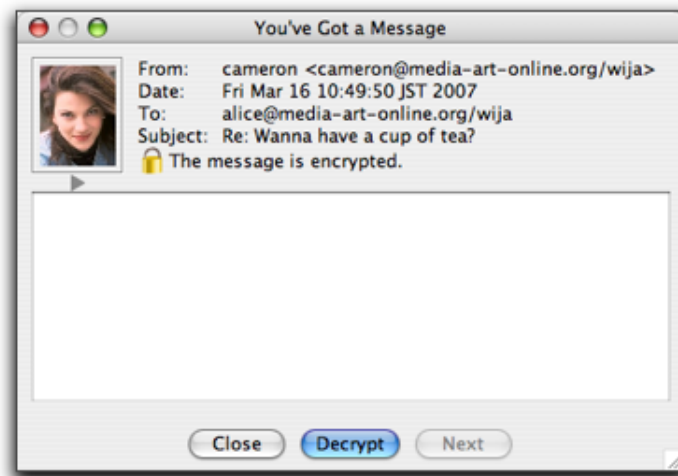 You've Got a Message
From: cameron <cameron@media-art-online.org/wija>
Date: Fri Mar 16 10:49:50 JST 2007
To: alice@media-art-online.org/wija
Subject: Re: Wanna have a cup of tea?
The message is encrypted.
Close Decrypt Next